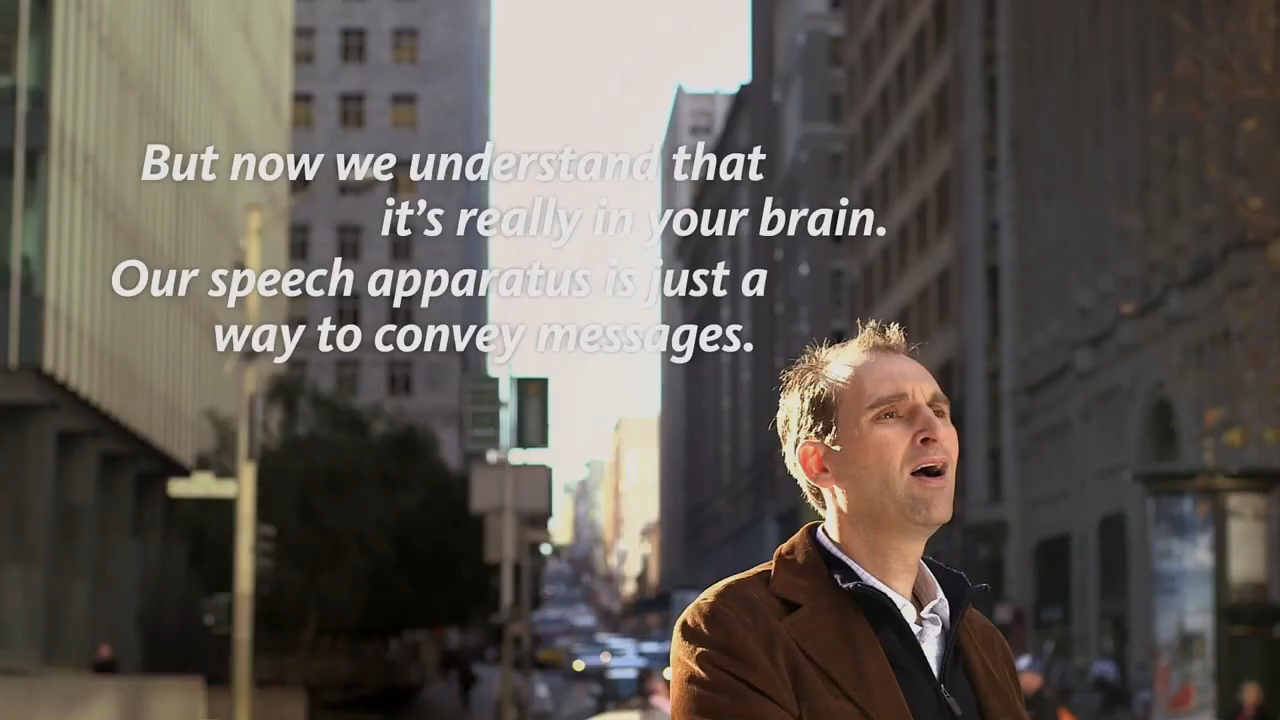 But now we understand that
it’s really in your brain.
Our speech apparatus is just a
way to convey messages.